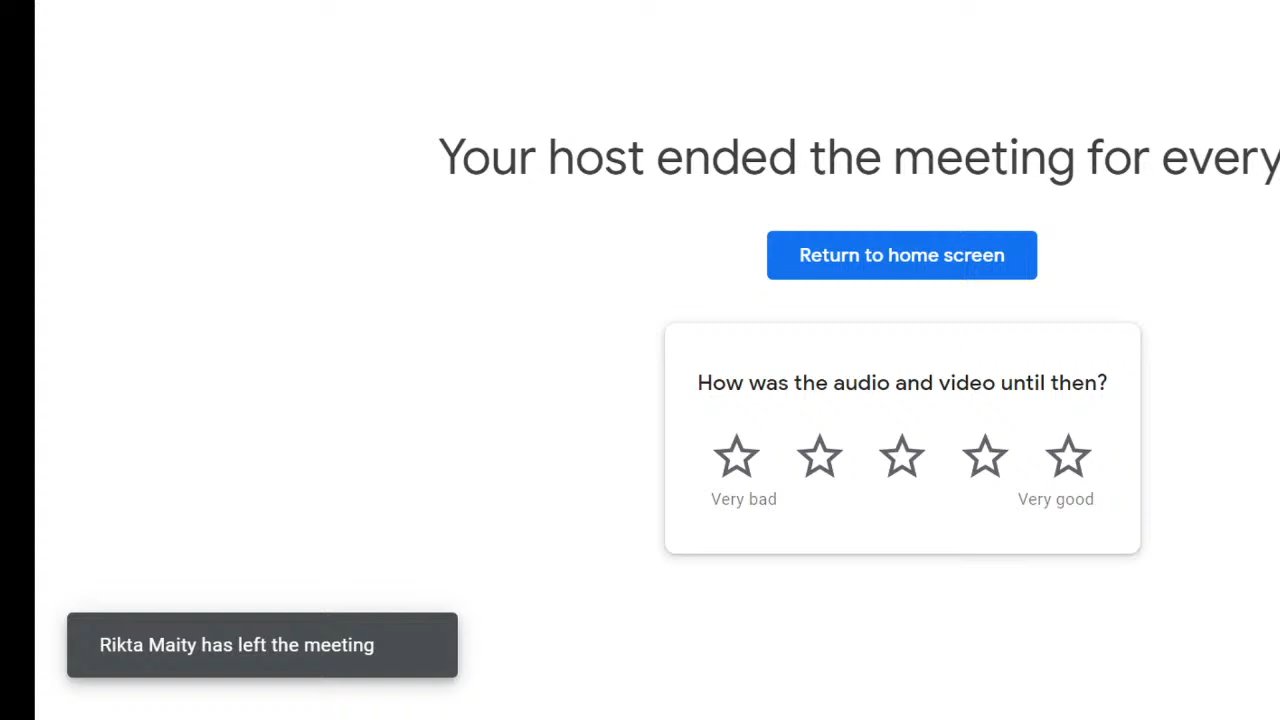 Your host ended the meeting for every
Return to home screen
How was the audio and video until then?
Very bad
Very good
Rikta Maity has left the meeting